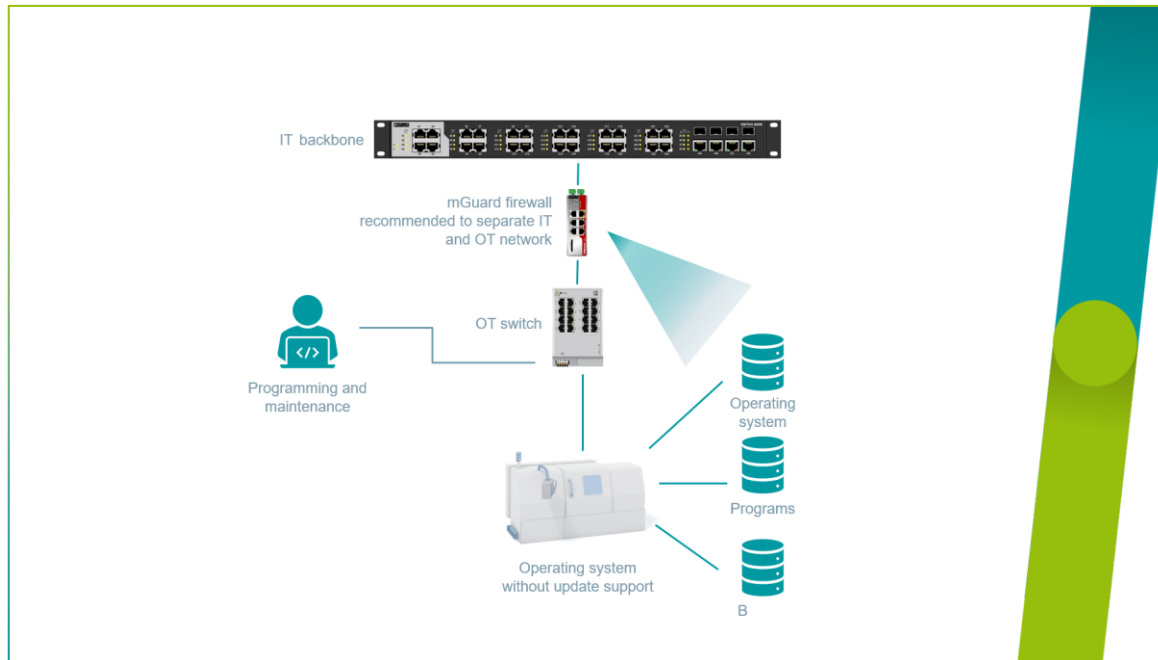 IT backbone
mGuard firewall
recommended to separate IT
and OT network
OT switch
Programming and
maintenance
Operating
system
Programs
Operating system
without update support
B